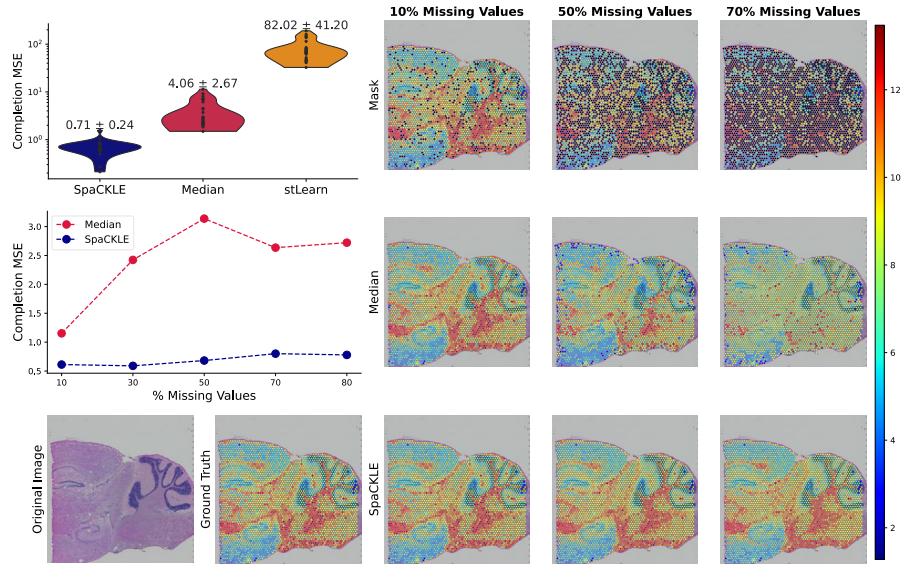 Completion MSE
10²
10¹
10⁰
0.71 ± 0.24
4.06 ± 2.67
82.02 ± 41.20
SpaCKLE
Median
stLearn
10% Missing Values
50% Missing Values
70% Missing Values
Mask
Completion MSE
3.0
2.5
2.0
1.5
1.0
0,5
Median
SpaCKLE
10
30
50
70
80
% Missing Values
Median
Original Image
Ground Truth
SpaCKLE
12
10
8
6
4
2